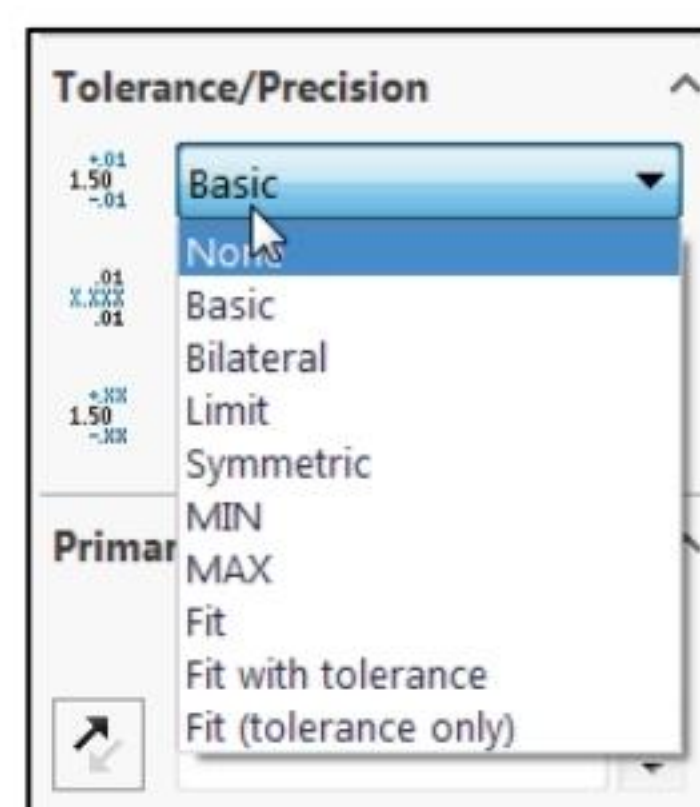 Tolerance/Precision
+.01
1.50
-.01
Basic
None
.01
X.XXX
.01
Basic
Bilateral
+.XX
1.50
-.XX
Limit
Symmetric
MIN
Primar
MAX
Fit
Fit with tolerance
Fit (tolerance only)